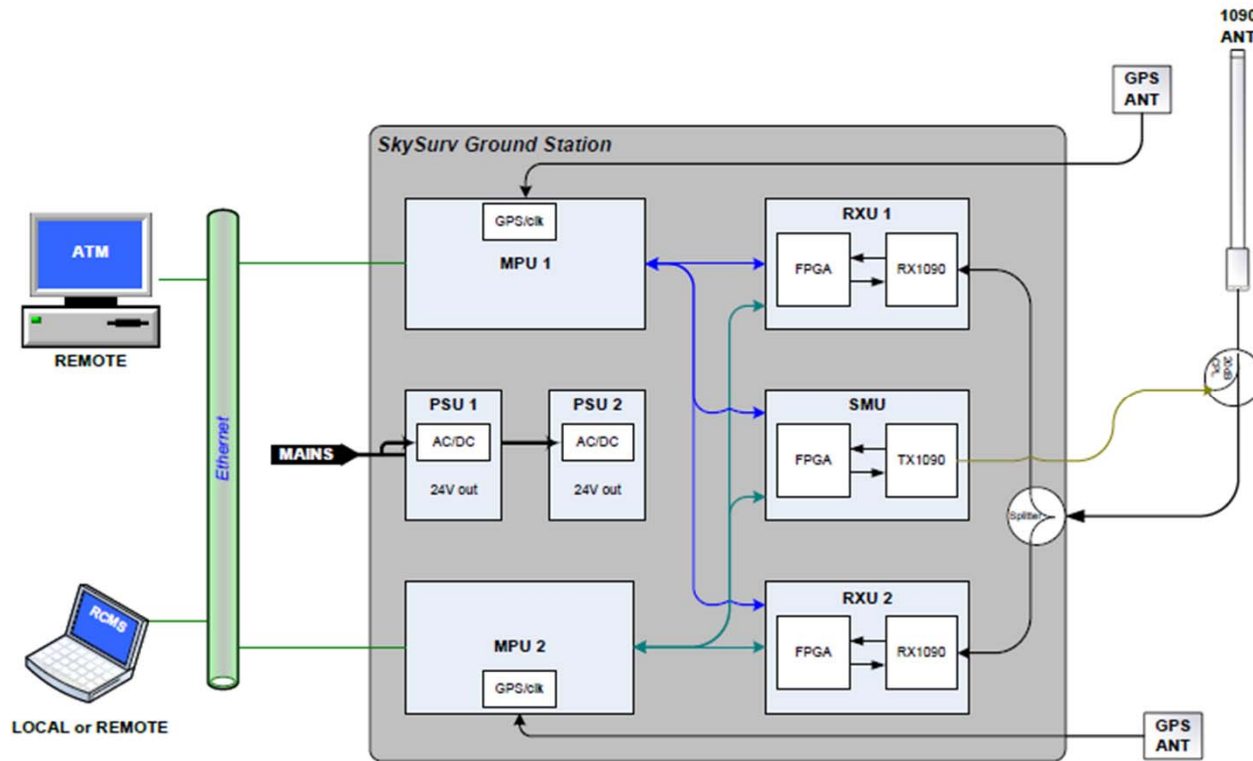 1090
ANT
GPS
ANT
SkySurv Ground Station
GPS/clk
MPU 1
RXU 1
FPGA
RX1090
ATM
REMOTE
Ethernet
MAINS
PSU 1
AC/DC
24V out
PSU 2
AC/DC
24V out
SMU
FPGA
TX1090
20dB
CPL
Splitter
RCMS
LOCAL or REMOTE
MPU 2
GPS/clk
RXU 2
FPGA
RX1090
GPS
ANT